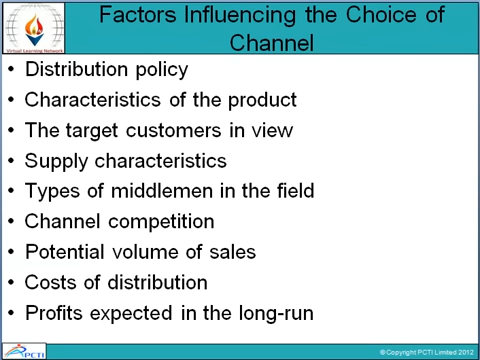 Factors Influencing the Choice of
Channel
Virtual Learning Network
• Distribution policy
• Characteristics of the product
• The target customers in view
• Supply characteristics
• Types of middlemen in the field
• Channel competition
• Potential volume of sales
• Costs of distribution
• Profits expected in the long-run
PCTI
©Copyright PCTI Limited 2012